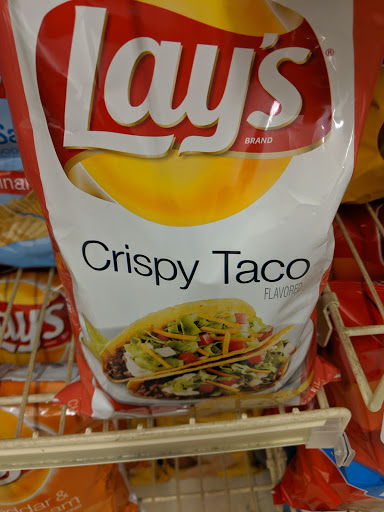 Lay's
®
BRAND
Crispy Taco
FLAVORED
Lay's